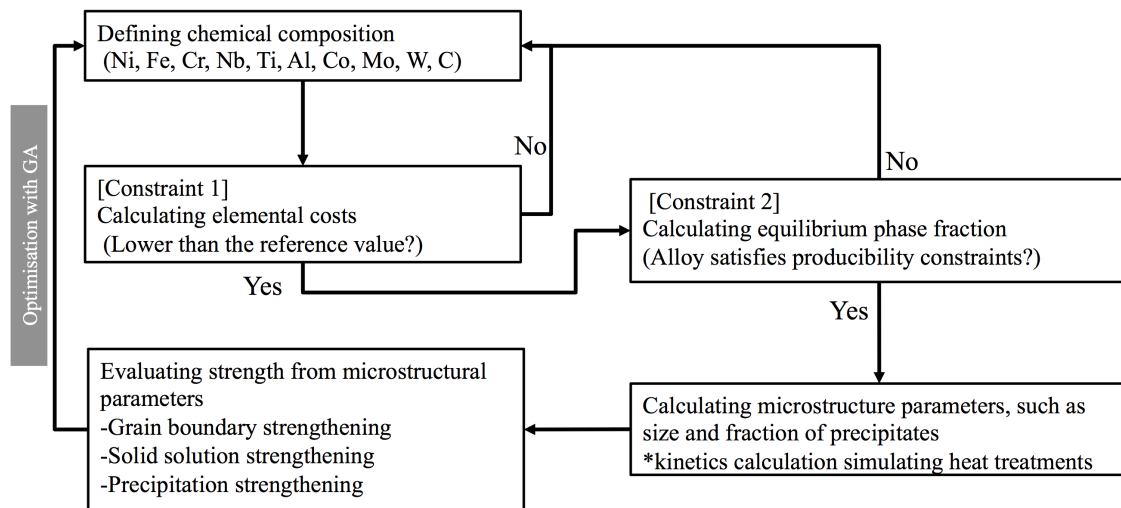 Defining chemical composition
(Ni, Fe, Cr, Nb, Ti, Al, Co, Mo, W, C)
No
[Constraint 1]
Calculating elemental costs
(Lower than the reference value?)
Yes
No
[Constraint 2]
Calculating equilibrium phase fraction
(Alloy satisfies producibility constraints?)
Yes
Calculating microstructure parameters, such as
size and fraction of precipitates
*kinetics calculation simulating heat treatments
Evaluating strength from microstructural
parameters
-Grain boundary strengthening
-Solid solution strengthening
-Precipitation strengthening
Optimisation with GA